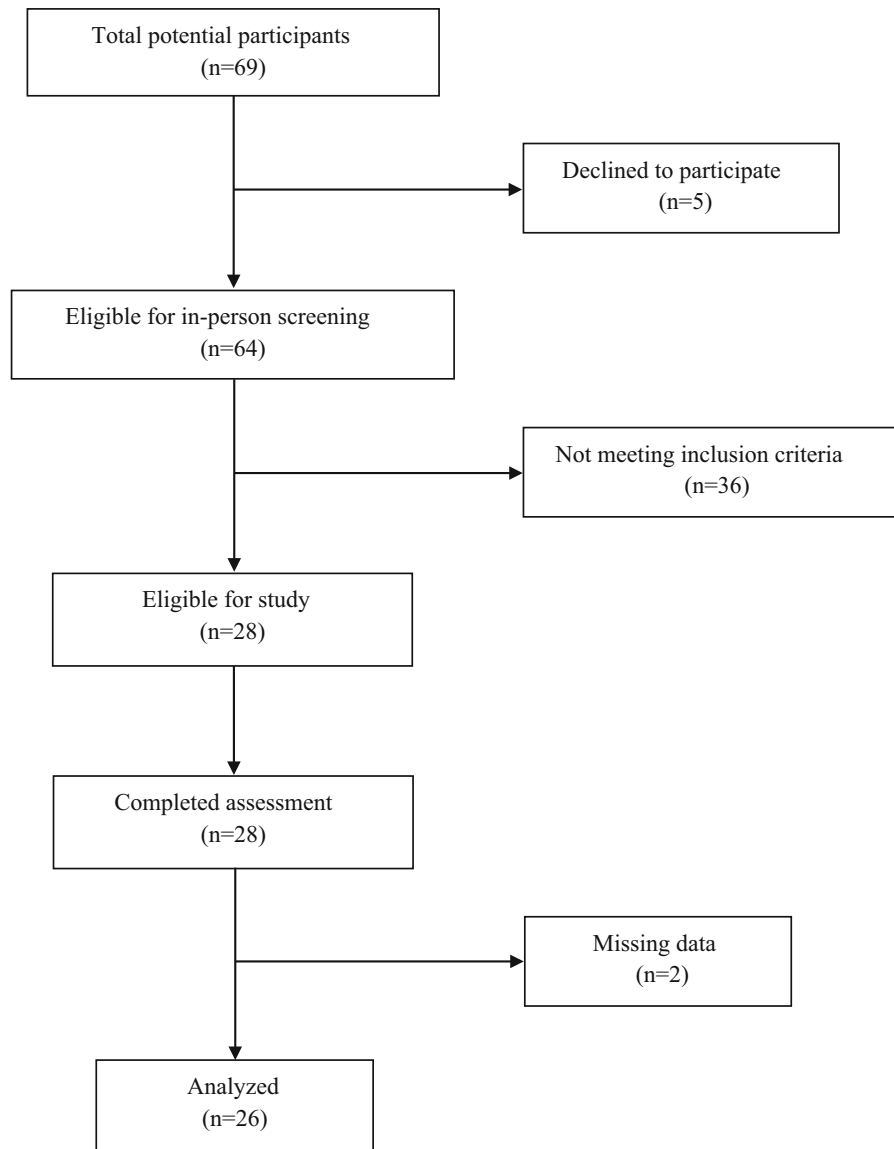 Total potential participants
(n=69)
Declined to participate
(n=5)
Eligible for in-person screening
(n=64)
Not meeting inclusion criteria
(n=36)
Eligible for study
(n=28)
Completed assessment
(n=28)
Missing data
(n=2)
Analyzed
(n=26)